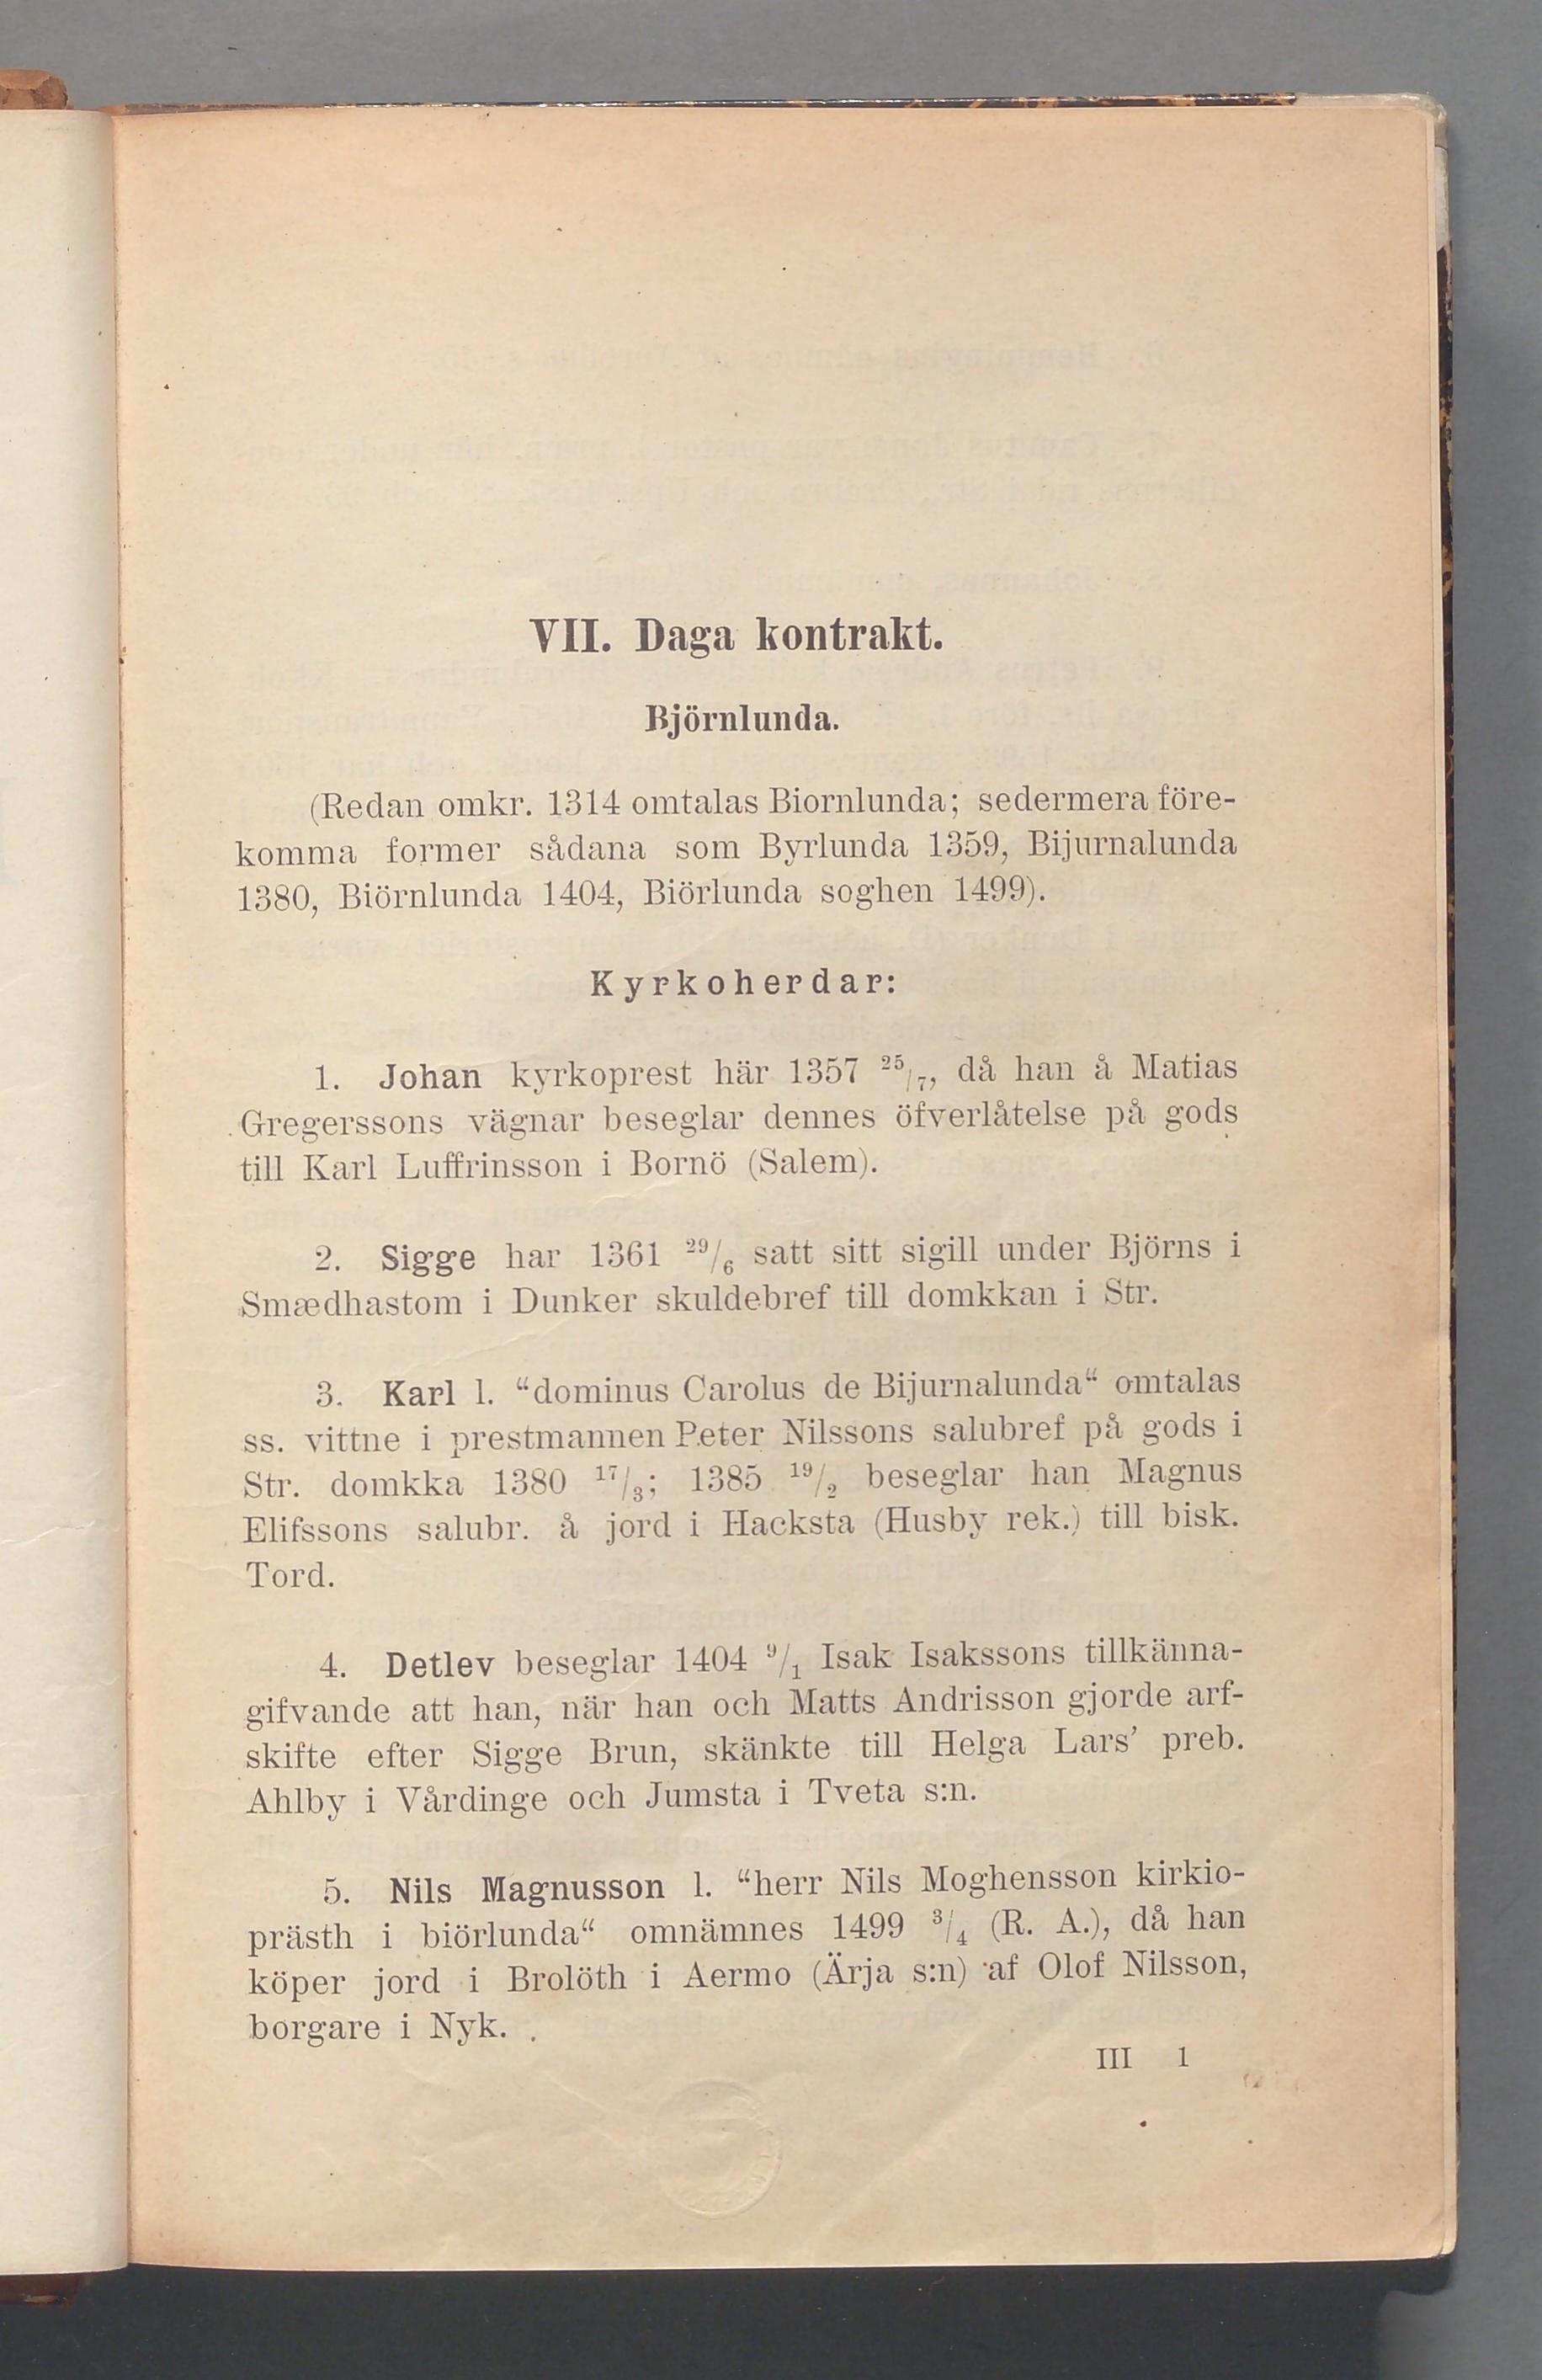 VII. Daga kontrakt.
Björnlunda.
(Redan omkr. 1314 omtalas Biornlunda; sedermera före-
komma former sådana som Byrlunda 1359, Bijurnalunda
1380, Biörnlunda 1404, Biörlunda soghen 1499).
Kyrkoherdar:
1. Johan kyrkoprest här 1357 25/7, då han å Matias
Gregerssons vägnar beseglar dennes öfverlåtelse på gods
till Karl Luffrinsson i Bornö (Salem).
2. Sigge har 1361 29/6 satt sitt sigill under Björns i
Smædhastom i Dunker skuldebref till domkkan i Str.
3. Karl l. “dominus Carolus de Bijurnalunda“ omtalas
ss. vittne i prestmannen Peter Nilssons salubref på gods i
Str. domkka 1380 17/3; 1385 19/2 beseglar han Magnus
Elifssons salubr. å jord i Hacksta (Husby rek.) till bisk.
Tord.
4. Detlev beseglar 1404 9/1 Isak Isakssons tillkänna-
gifvande att han, när han och Matts Andrisson gjorde arf-
skifte efter Sigge Brun, skänkte till Helga Lars’ preb.
Ahlby i Vårdinge och Jumsta i Tveta s:n.
5. Nils Magnusson l. “herr Nils Moghensson kirkio-
prästh i biörlunda“ omnämnes 1499 3/4 (R. A.), då han
köper jord i Brolöth i Aermo (Ärja s:n) af Olof Nilsson,
borgare i Nyk.
III 1